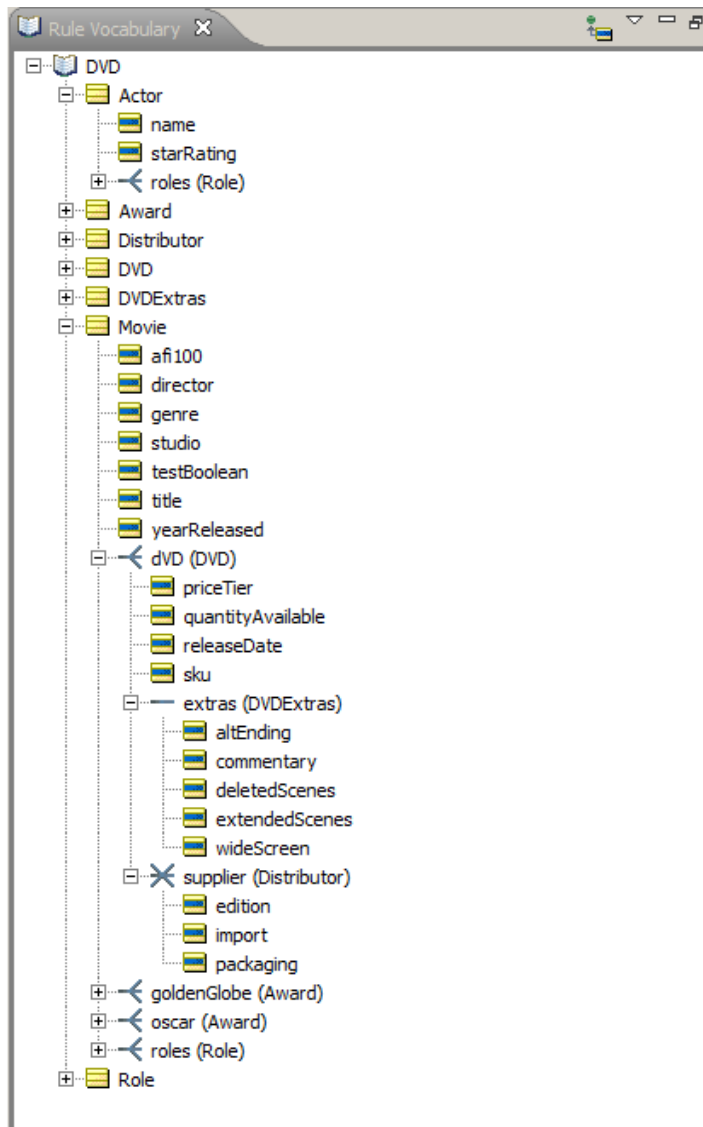 Rule Vocabulary
DVD
Actor
name
starRating
roles (Role)
Award
Distributor
DVD
DVDExtras
Movie
afi100
director
genre
studio
testBoolean
title
yearReleased
dVD (DVD)
priceTier
quantityAvailable
releaseDate
sku
extras (DVDExtras)
altEnding
commentary
deletedScenes
extendedScenes
wideScreen
supplier (Distributor)
edition
import
packaging
goldenGlobe (Award)
oscar (Award)
roles (Role)
Role